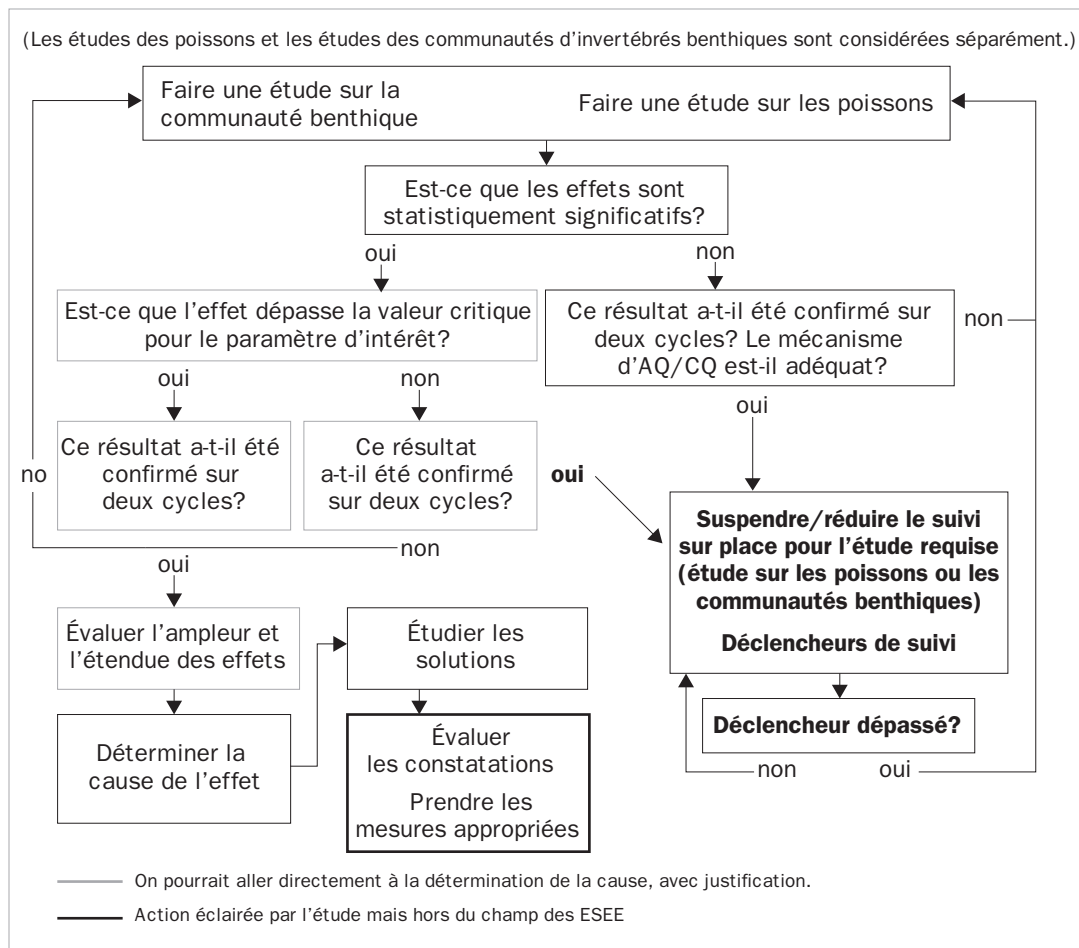 (Les études des poissons et les études des communautés d'invertébrés benthiques sont considérées séparément.)
Faire une étude sur la
communauté benthique
Faire une étude sur les poissons
Est-ce que les effets sont
statistiquement significatifs?
oui
non
Est-ce que l'effet dépasse la valeur critique
pour le paramètre d'intérêt?
Ce résultat a-t-il été confirmé sur
deux cycles? Le mécanisme
d'AQ/CQ est-il adéquat?
non
oui
non
oui
Ce résultat a-t-il été
confirmé sur
deux cycles?
Ce résultat
a-t-il été confirmé
sur deux cycles?
oui
no
non
oui
Suspendre/réduire le suivi
sur place pour l'étude requise
(étude sur les poissons ou les
communautés benthiques)
Déclencheurs de suivi
Évaluer l'ampleur et
l'étendue des effets
Étudier les
solutions
Déterminer la
cause de l'effet
Évaluer
les constatations
Prendre les
mesures appropriées
Déclencheur dépassé?
non
oui
On pourrait aller directement à la détermination de la cause, avec justification.
Action éclairée par l'étude mais hors du champ des ESEE